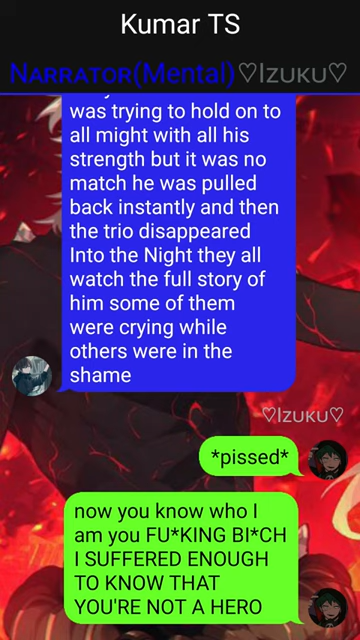 Kumar TS
Narrator(Mental)♡Izuku♡
was trying to hold on to
all might with all his
strength but it was no
match he was pulled
back instantly and then
the trio disappeared
Into the Night they all
watch the full story of
him some of them
were crying while
others were in the
shame
♡Izuku♡
*pissed*
now you know who I
am you FU*KING BI*CH
I SUFFERED ENOUGH
TO KNOW THAT
YOU'RE NOT A HERO